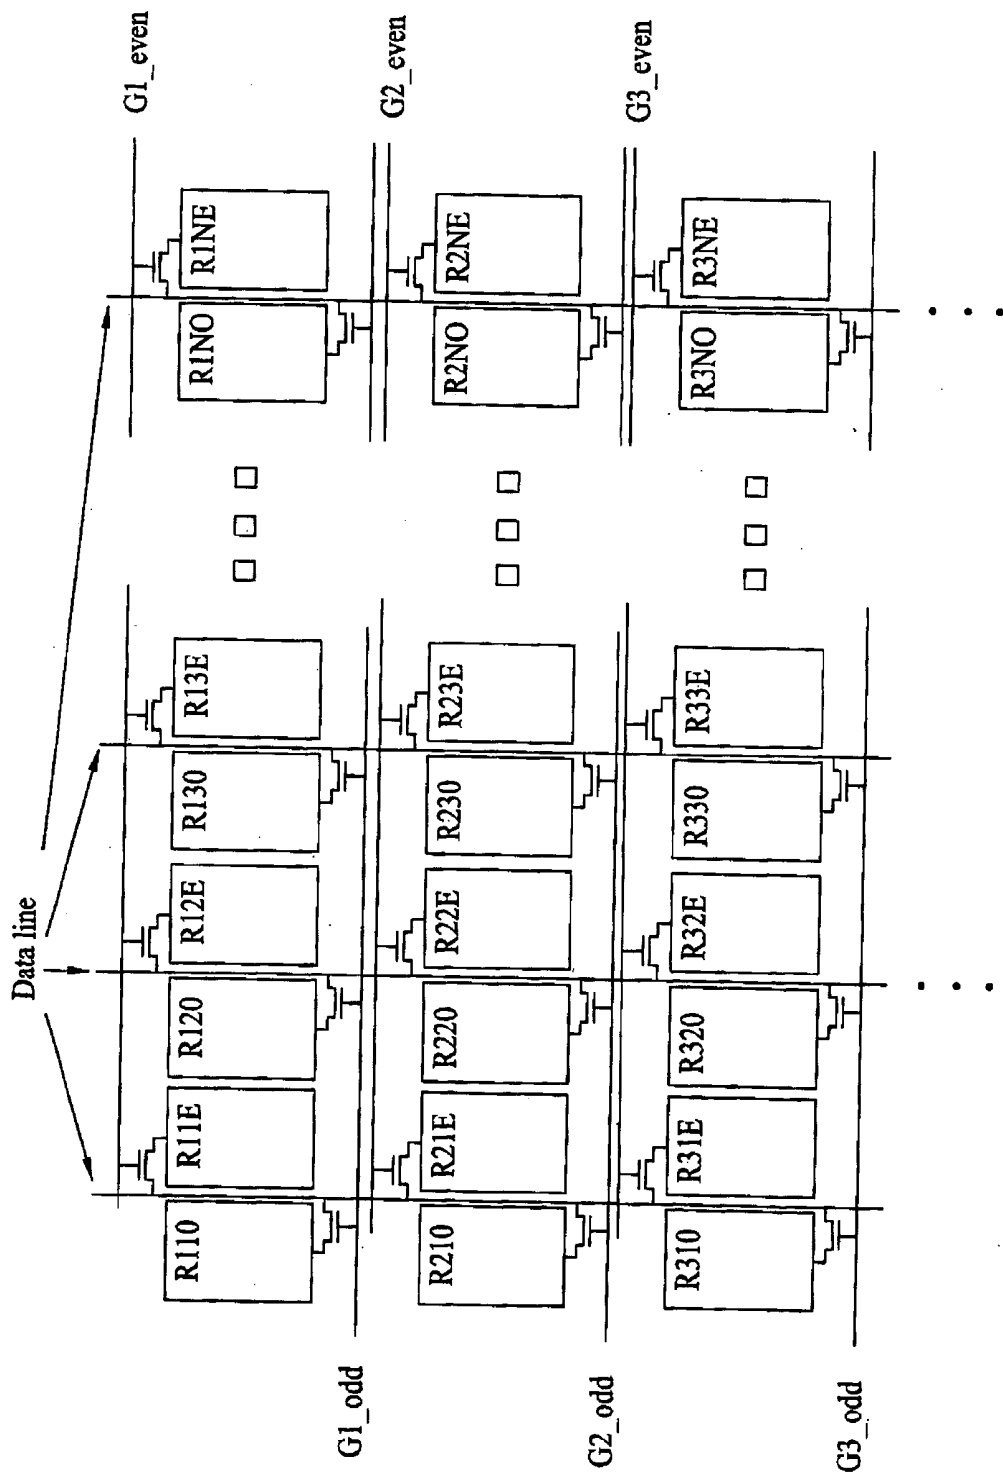 Data line
G1_even
R110 R11E R120 R12E R130 R13E R1NO R1NE
G1_odd
G2_even
R210 R21E R220 R22E R230 R23E R2NO R2NE
G2_odd
G3_even
R310 R31E R320 R32E R330 R33E R3NO R3NE
G3_odd